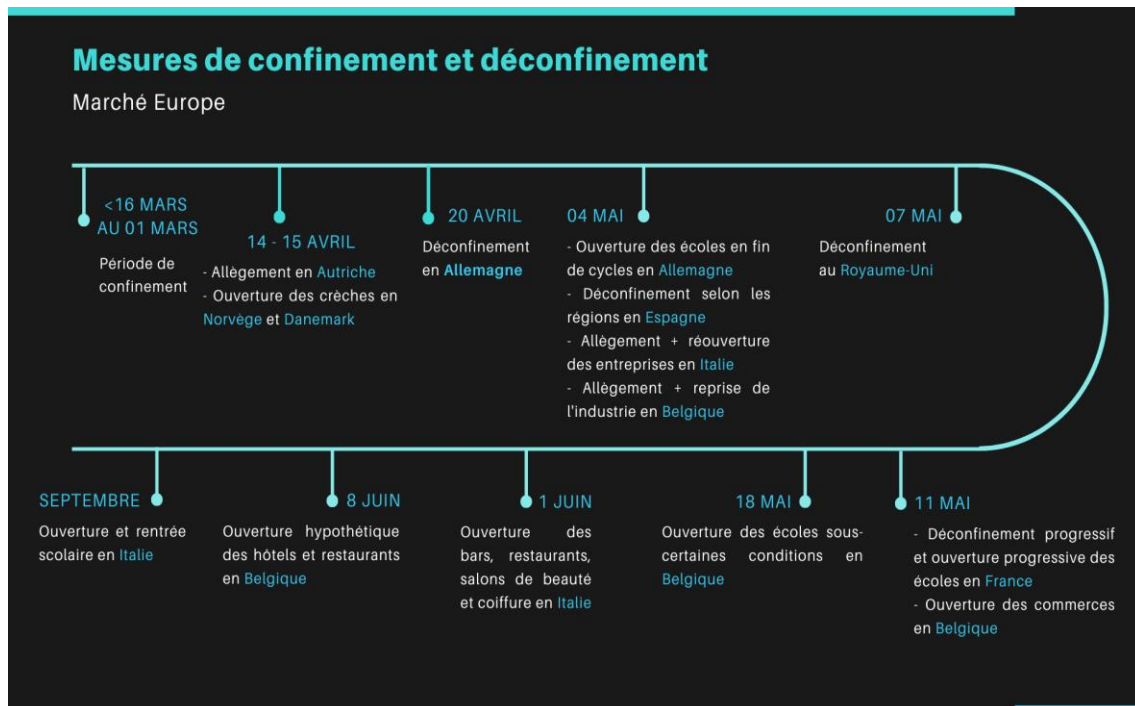 Mesures de confinement et déconfinement
Marché Europe
<16 MARS
AU 01 MARS
Période de
confinement
14 - 15 AVRIL
- Allègement en Autriche
- Ouverture des crèches en
Norvège et Danemark
20 AVRIL
Déconfinement
en Allemagne
04 MAI
- Ouverture des écoles en fin
de cycles en Allemagne
- Déconfinement selon les
régions en Espagne
- Allègement + réouverture
des entreprises en Italie
- Allègement + reprise de
l'industrie en Belgique
07 MAI
Déconfinement
au Royaume-Uni
11 MAI
- Déconfinement progressif
et ouverture progressive des
écoles en France
- Ouverture des commerces
en Belgique
18 MAI
Ouverture des écoles sous-
certaines conditions en
Belgique
1 JUIN
Ouverture des
bars, restaurants,
salons de beauté
et coiffure en Italie
8 JUIN
Ouverture hypothétique
des hôtels et restaurants
en Belgique
SEPTEMBRE
Ouverture et rentrée
scolaire en Italie